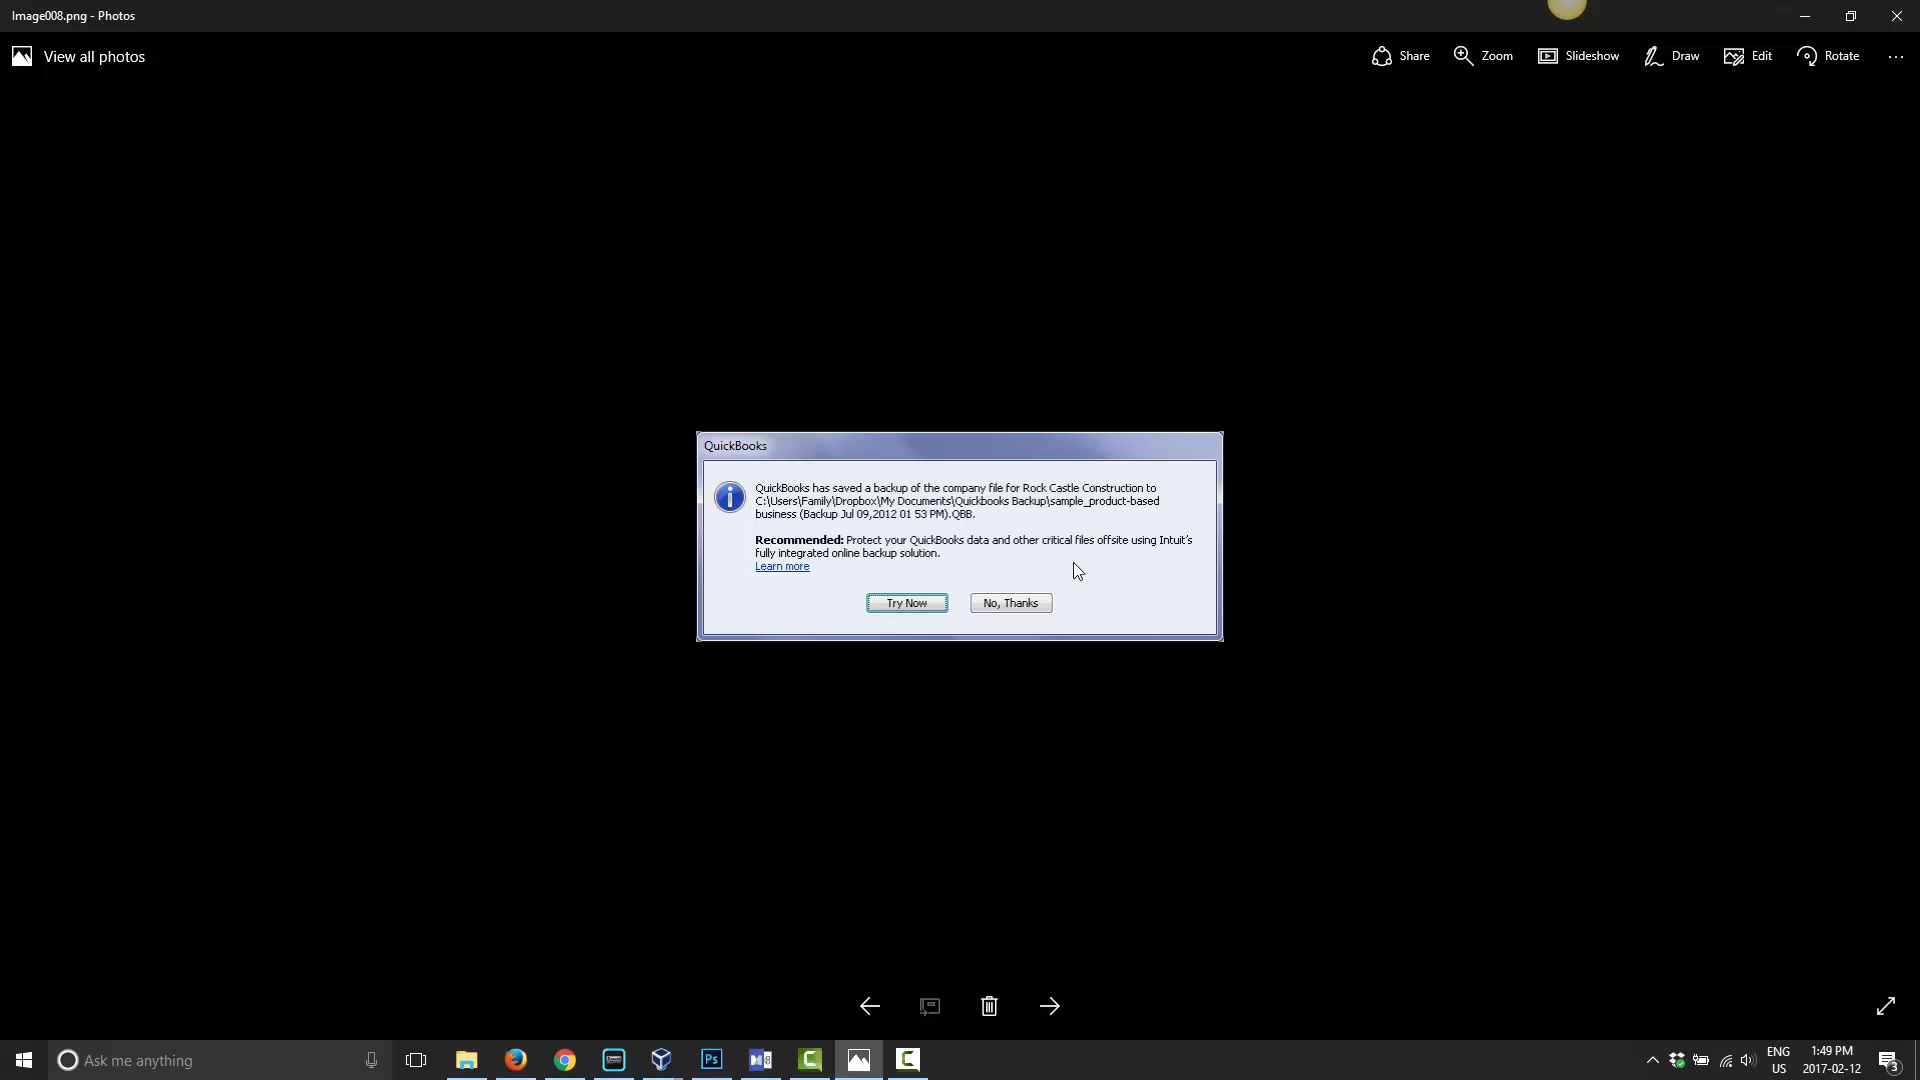 Image008.png - Photos
View all photos
Share
Zoom
Slideshow
Draw
Edit
Rotate
QuickBooks
QuickBooks has saved a backup of the company file for Rock Castle Construction to
C:\Users\Family\Dropbox\My Documents\Quickbooks Backup\sample_product-based
business (Backup Jul 09,2012 01 53 PM).QBB.
Recommended: Protect your QuickBooks data and other critical files offsite using Intuit's
fully integrated online backup solution.
Learn more
Try Now
No, Thanks
Ask me anything
Ps
ENG
US
1:49 PM
2017-02-12
3